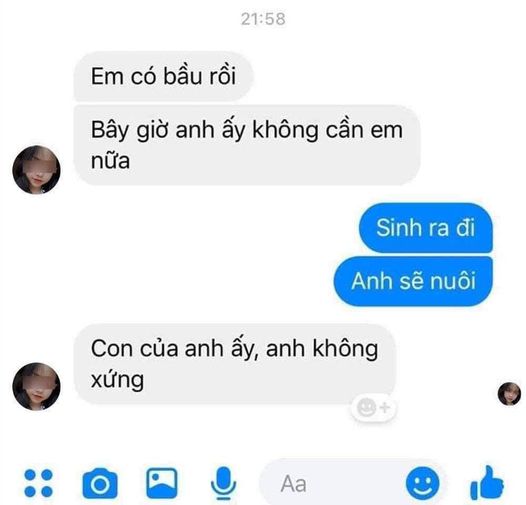 21:58
Em có bầu rồi
Bây giờ anh ấy không cần em
nữa
Sinh ra đi
Anh sẽ nuôi
Con của anh ấy, anh không
xứng
Aa